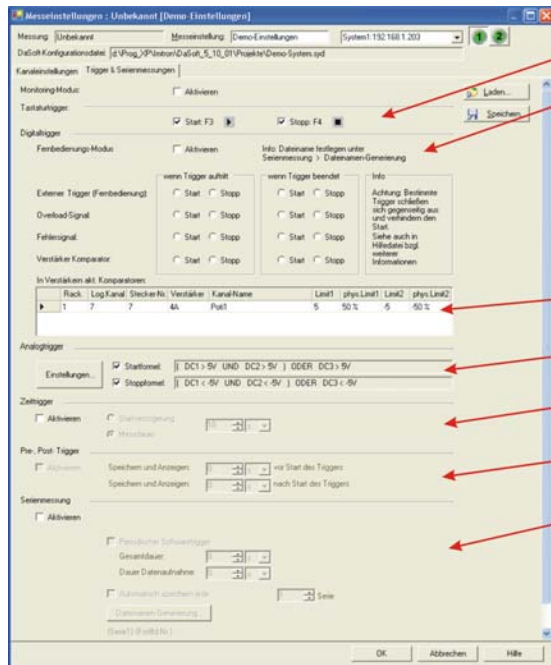 Messeinstellungen : Unbekannt [Demo-Einstellungen]
Messung: Unbekannt Messeinstellung: Demo-Einstellungen System1:192.168.1.203 1 2
DaSoft-Konfigurationsdatei: d:\Prog_XP\Imtron\DaSoft_5_10_01\Projekte\Demo-System.syd
Kanaleinstellungen Trigger & Serienmessungen
Monitoring-Modus: Aktivieren Laden...
Tastaturtrigger: Speichern
Start: F3 Stopp: F4
Digitaltrigger
Fernbedienungs-Modus Aktivieren Info: Dateiname festlegen unter
Serienmessung > Dateinamen-Generierung
wenn Trigger auftritt wenn Trigger beendet Info
Externer Trigger (Fernbedienung): Start Stopp Start Stopp
Overload-Signal: Start Stopp Start Stopp
Fehlersignal: Start Stopp Start Stopp
Verstärker Komparator: Start Stopp Start Stopp
Achtung: Bestimmte
Trigger schließen
sich gegenseitig aus
und verhindern den
Start.
Siehe auch in
Hilfedatei bzgl.
weiterer
Informationen
In Verstärkern akt. Komparatoren:
Rack Log.Kanal Stecker-Nr. Verstärker Kanal-Name Limit1 phys.Limit1 Limit2 phys.Limit2
1 7 7 4A Poti1 5 50 % -5 -50 %
Analogtrigger
Einstellungen... Startformel: ( DC1 > 5V UND DC2 > 5V ) ODER DC3 > 5V
Stoppformel: ( DC1 < -5V UND DC2 < -5V ) ODER DC3 < -5V
Zeittrigger
Aktivieren Startverzögerung 10 s
Messdauer
Pre-, Post- Trigger
Aktivieren Speichern und Anzeigen: s vor Start des Triggers
Speichern und Anzeigen: s nach Start des Triggers
Serienmessung
Aktivieren
Periodischer Softwaretrigger
Gesamtdauer: s
Dauer Datenaufnahme: s
Automatisch speichern jede 1 Serie
Dateinamen-Generierung...
OK Abbrechen Hilfe